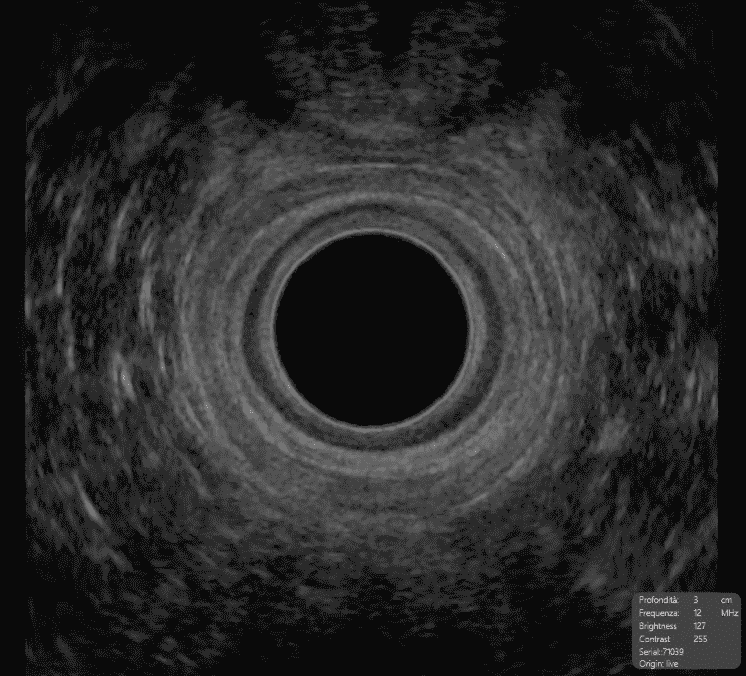 Profondità: 3 cm
Frequenza: 12 MHz
Brightness 127
Contrast 255
Serial:71039
Origin: live